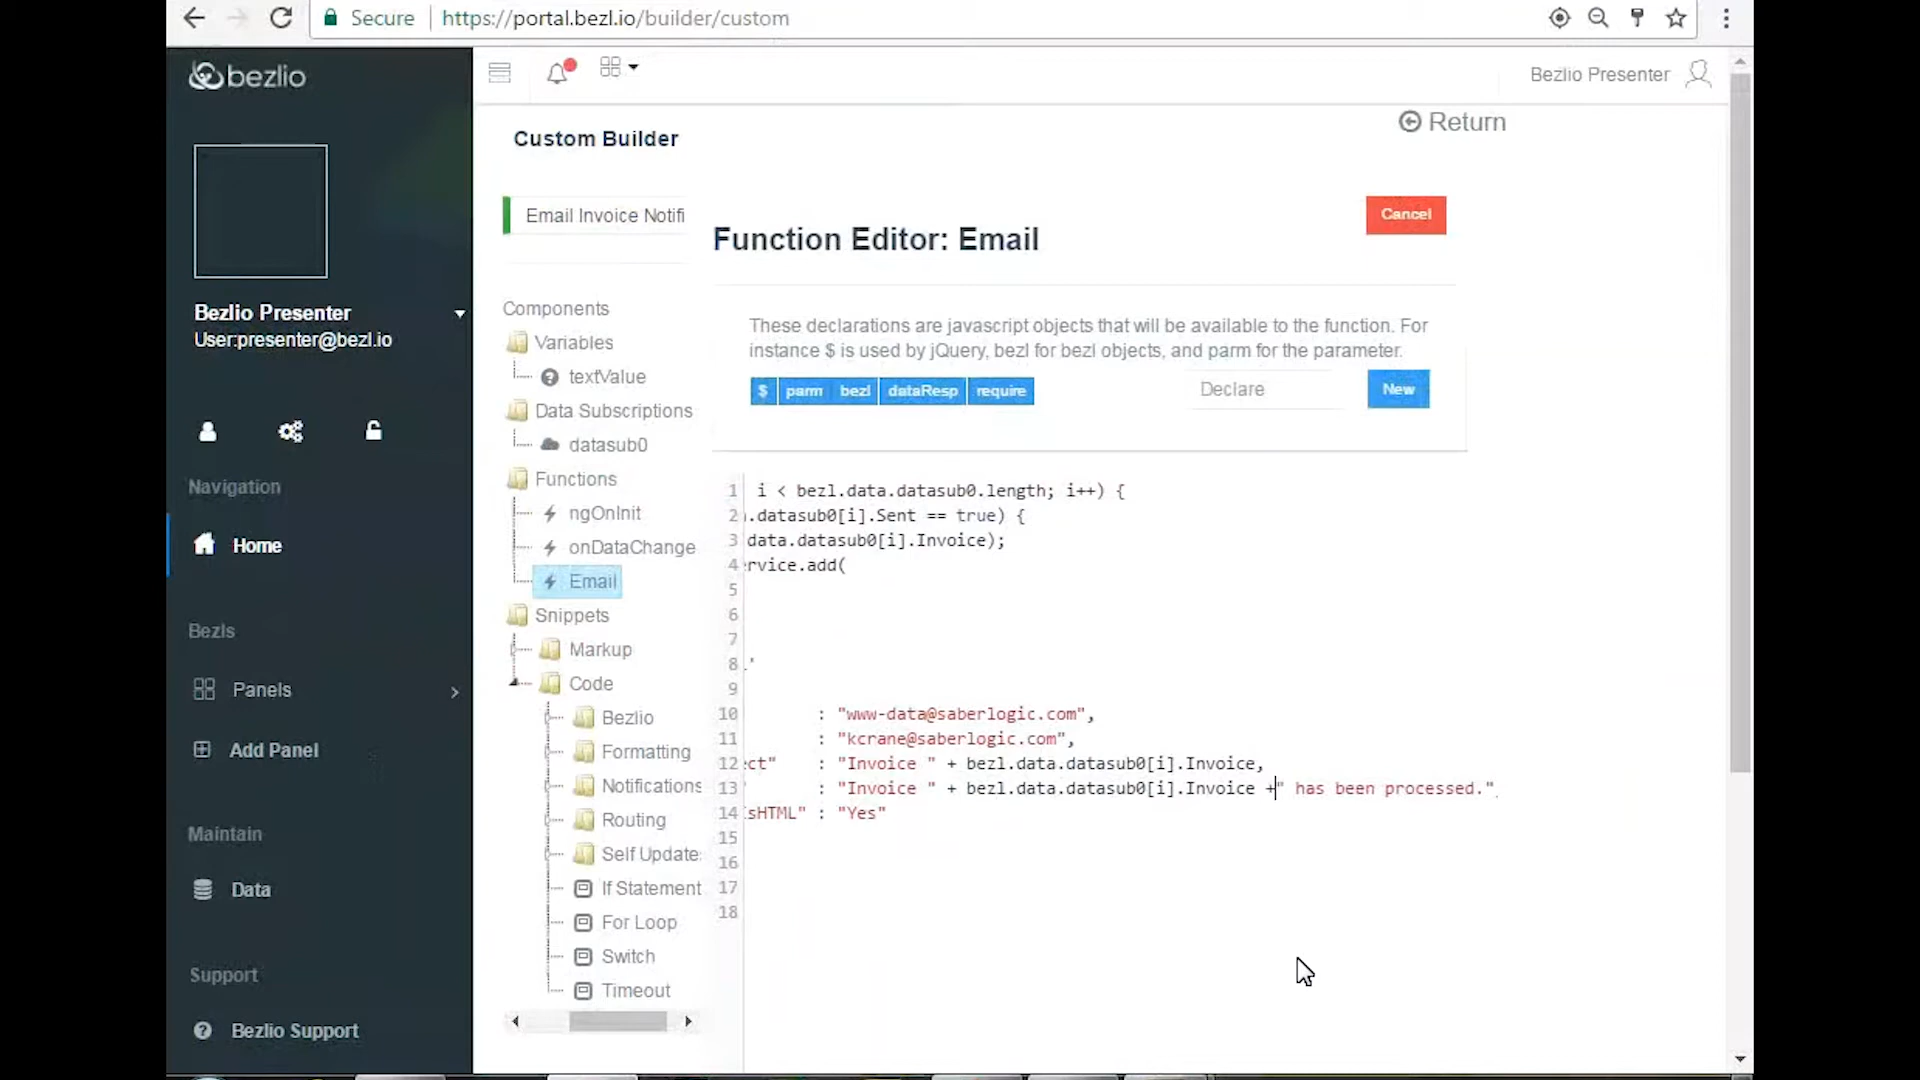 Secure https://portal.bezl.io/builder/custom
bezlio
Bezlio Presenter
User:presenter@bezl.io
Navigation
Home
Bezls
Panels
Add Panel
Maintain
Data
Support
Bezlio Support
Bezlio Presenter
Custom Builder
Return
Email Invoice Notifi
Components
Variables
textValue
Data Subscriptions
datasub0
Functions
ngOnInit
onDataChange
Email
Snippets
Markup
Code
Bezlio
Formatting
Notifications
Routing
Self Update
If Statement
For Loop
Switch
Timeout
Cancel
Function Editor: Email
These declarations are javascript objects that will be available to the function. For
instance $ is used by jQuery, bezl for bezl objects, and parm for the parameter.
$ parm bezl dataResp require
Declare
New
1 i < bezl.data.datasub0.length; i++) {
2 .datasub0[i].Sent == true) {
3 data.datasub0[i].Invoice);
4 rvice.add(
5
6
7
8 .'
9
10 : "www-data@saberlogic.com",
11 : "kcrane@saberlogic.com",
12 ect" : "Invoice " + bezl.data.datasub0[i].Invoice,
13 : "Invoice " + bezl.data.datasub0[i].Invoice +" has been processed."
14 sHTML" : "Yes"
15
16
17
18